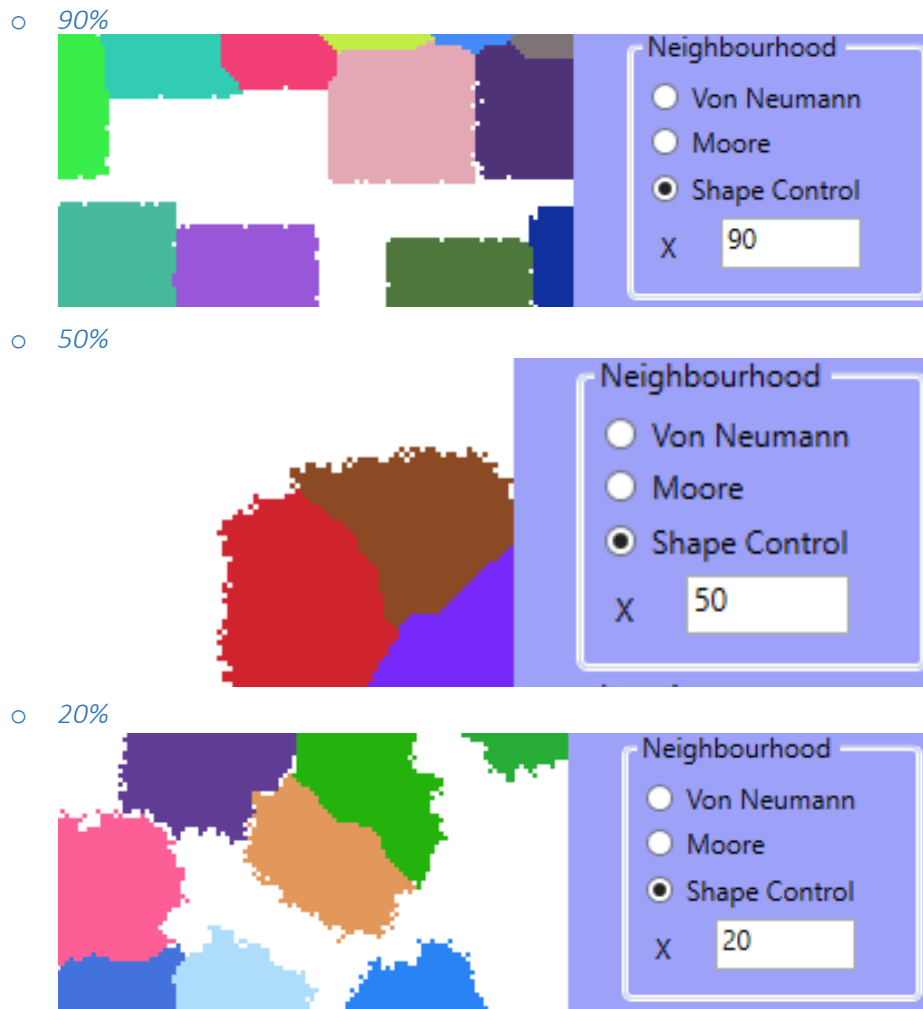 o 90%
Neighbourhood
Von Neumann
Moore
Shape Control
X 90
o 50%
Neighbourhood
Von Neumann
Moore
Shape Control
X 50
o 20%
Neighbourhood
Von Neumann
Moore
Shape Control
X 20